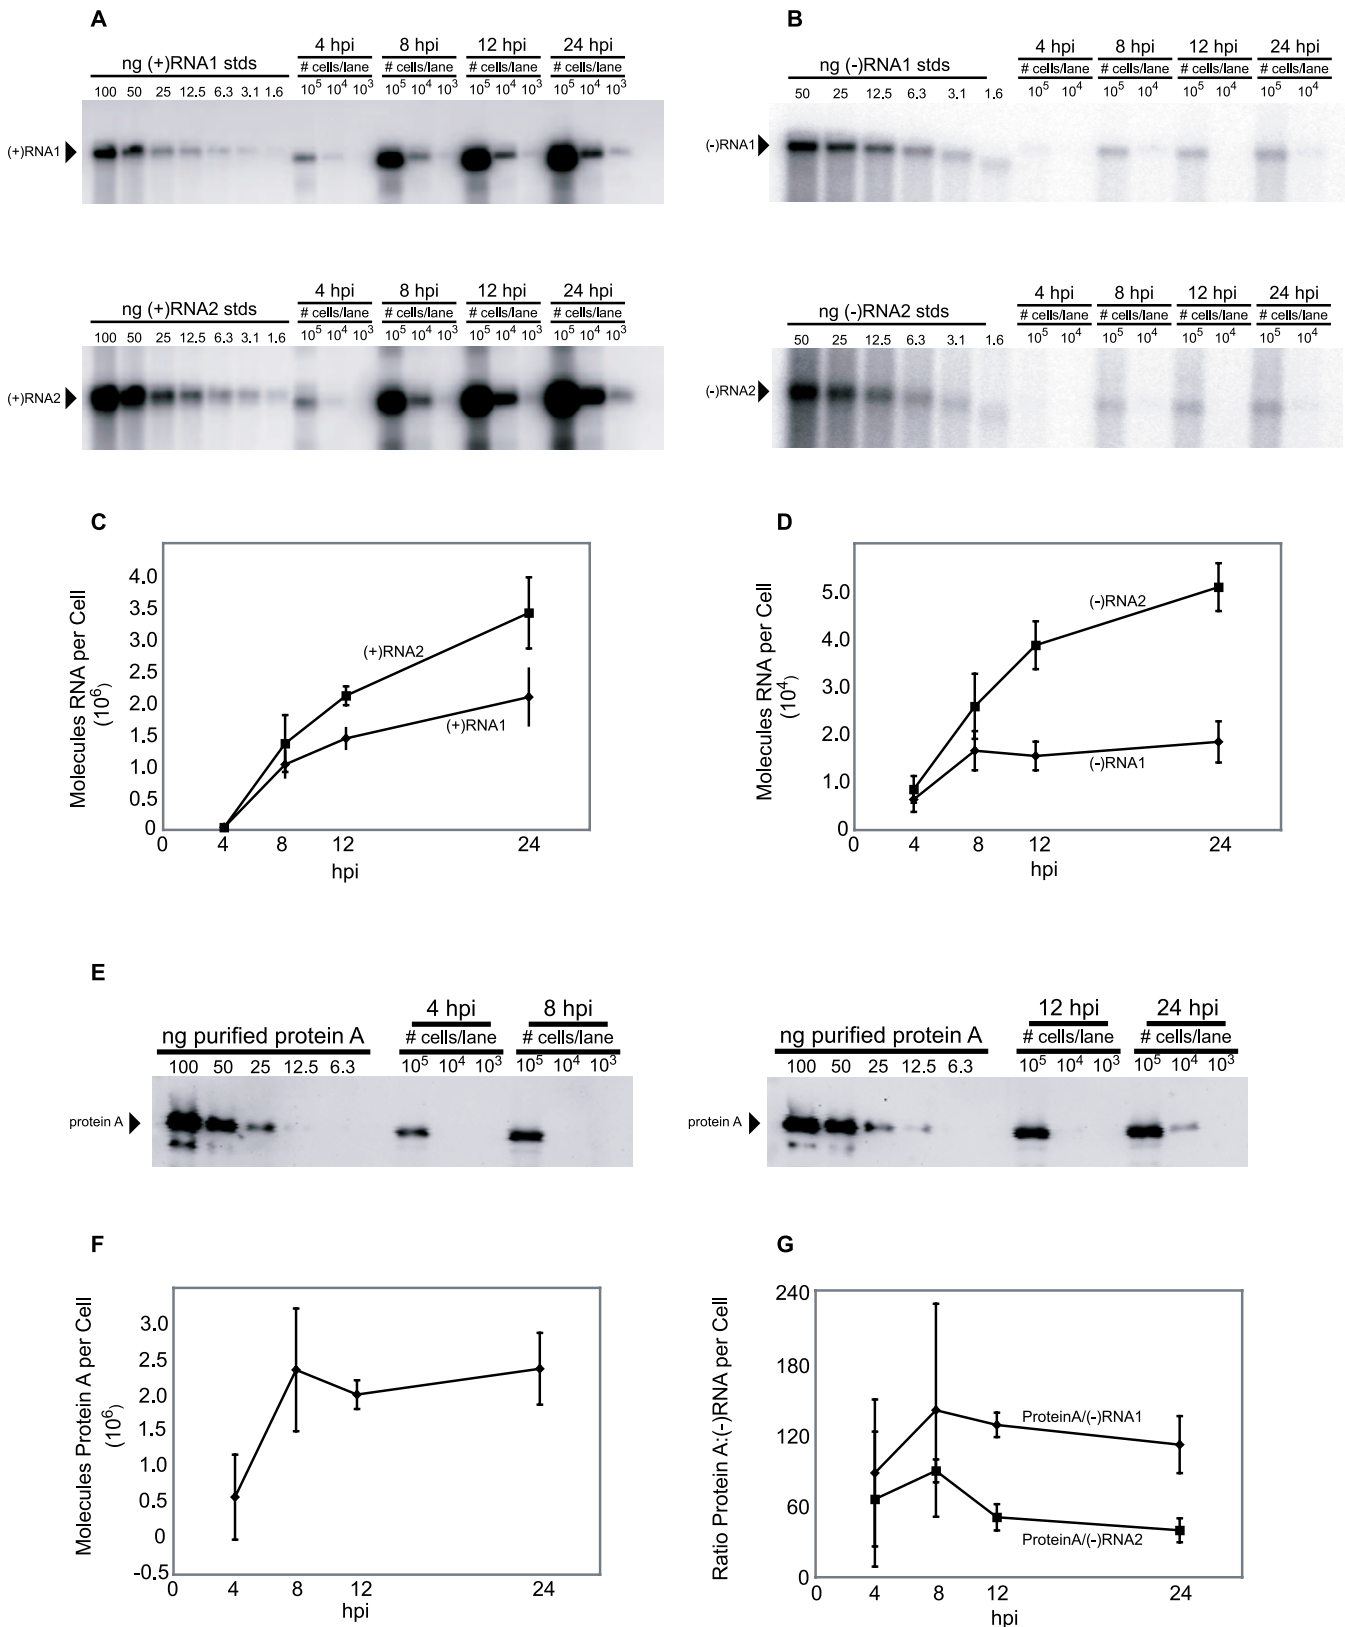 A
ng (+)RNA1 stds
4 hpi 8 hpi 12 hpi 24 hpi
# cells/lane # cells/lane # cells/lane # cells/lane
100 50 25 12.5 6.3 3.1 1.6 10⁵ 10⁴ 10³ 10⁵ 10⁴ 10³ 10⁵ 10⁴ 10³ 10⁵ 10⁴ 10³
(+)RNA1
ng (+)RNA2 stds
4 hpi 8 hpi 12 hpi 24 hpi
# cells/lane # cells/lane # cells/lane # cells/lane
100 50 25 12.5 6.3 3.1 1.6 10⁵ 10⁴ 10³ 10⁵ 10⁴ 10³ 10⁵ 10⁴ 10³ 10⁵ 10⁴ 10³
(+)RNA2
B
ng (-)RNA1 stds
4 hpi 8 hpi 12 hpi 24 hpi
# cells/lane # cells/lane # cells/lane # cells/lane
50 25 12.5 6.3 3.1 1.6 10⁵ 10⁴ 10⁵ 10⁴ 10⁵ 10⁴ 10⁵ 10⁴
(-)RNA1
ng (-)RNA2 stds
4 hpi 8 hpi 12 hpi 24 hpi
# cells/lane # cells/lane # cells/lane # cells/lane
50 25 12.5 6.3 3.1 1.6 10⁵ 10⁴ 10⁵ 10⁴ 10⁵ 10⁴ 10⁵ 10⁴
(-)RNA2
C
Molecules RNA per Cell
(10⁶)
4.0
3.5
3.0
2.5
2.0
1.5
1.0
0.5
0
(+)RNA2
(+)RNA1
0 4 8 12 24
hpi
D
Molecules RNA per Cell
(10⁴)
5.0
4.0
3.0
2.0
1.0
0
(-)RNA2
(-)RNA1
0 4 8 12 24
hpi
E
ng purified protein A
4 hpi 8 hpi
# cells/lane # cells/lane
100 50 25 12.5 6.3 10⁵ 10⁴ 10³ 10⁵ 10⁴ 10³
protein A
ng purified protein A
12 hpi 24 hpi
# cells/lane # cells/lane
100 50 25 12.5 6.3 10⁵ 10⁴ 10³ 10⁵ 10⁴ 10³
protein A
F
Molecules Protein A per Cell
(10⁶)
3.0
2.5
2.0
1.5
1.0
0.5
0
-0.5
0 4 8 12 24
hpi
G
Ratio Protein A:(-)RNA per Cell
240
180
120
60
0
ProteinA/(-)RNA1
ProteinA/(-)RNA2
0 4 8 12 24
hpi